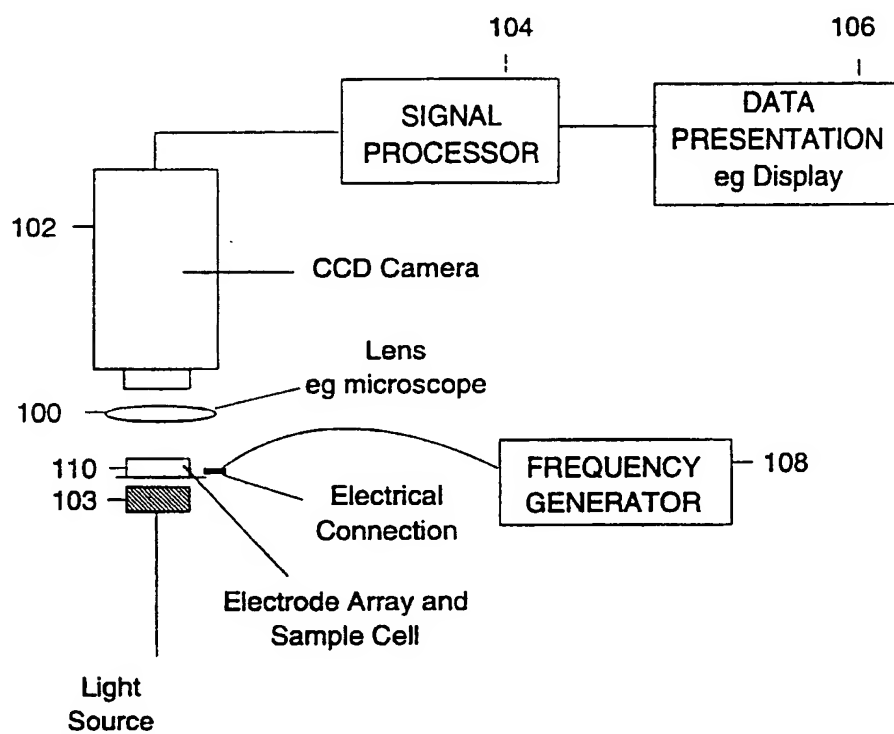 104
106
SIGNAL
PROCESSOR
DATA
PRESENTATION
eg Display
102
CCD Camera
Lens
eg microscope
100
110
103
Electrical
Connection
FREQUENCY
GENERATOR
108
Electrode Array and
Sample Cell
Light
Source